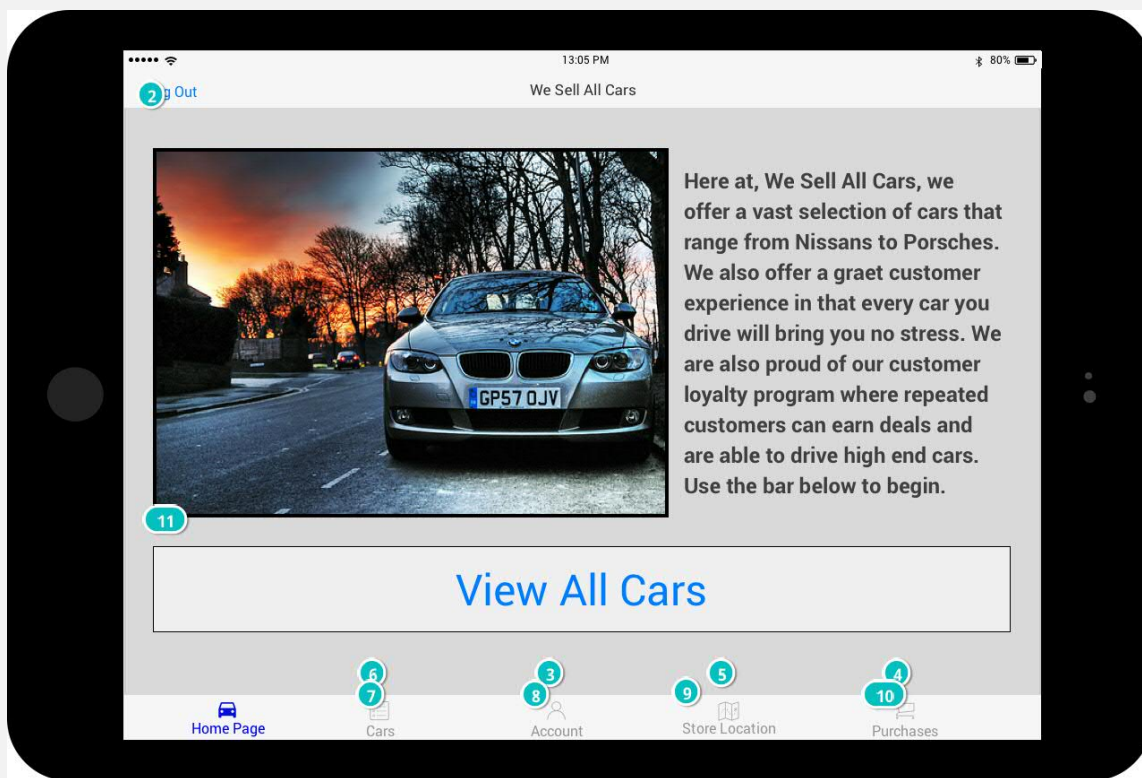 13:05 PM
80%
2 g Out
We Sell All Cars
Here at, We Sell All Cars, we
offer a vast selection of cars that
range from Nissans to Porsches.
We also offer a graet customer
experience in that every car you
drive will bring you no stress. We
are also proud of our customer
loyalty program where repeated
customers can earn deals and
are able to drive high end cars.
Use the bar below to begin.
GP57 OJV
11
View All Cars
6 3 5 4
7 8 9 10
Home Page
Cars
Account
Store Location
Purchases